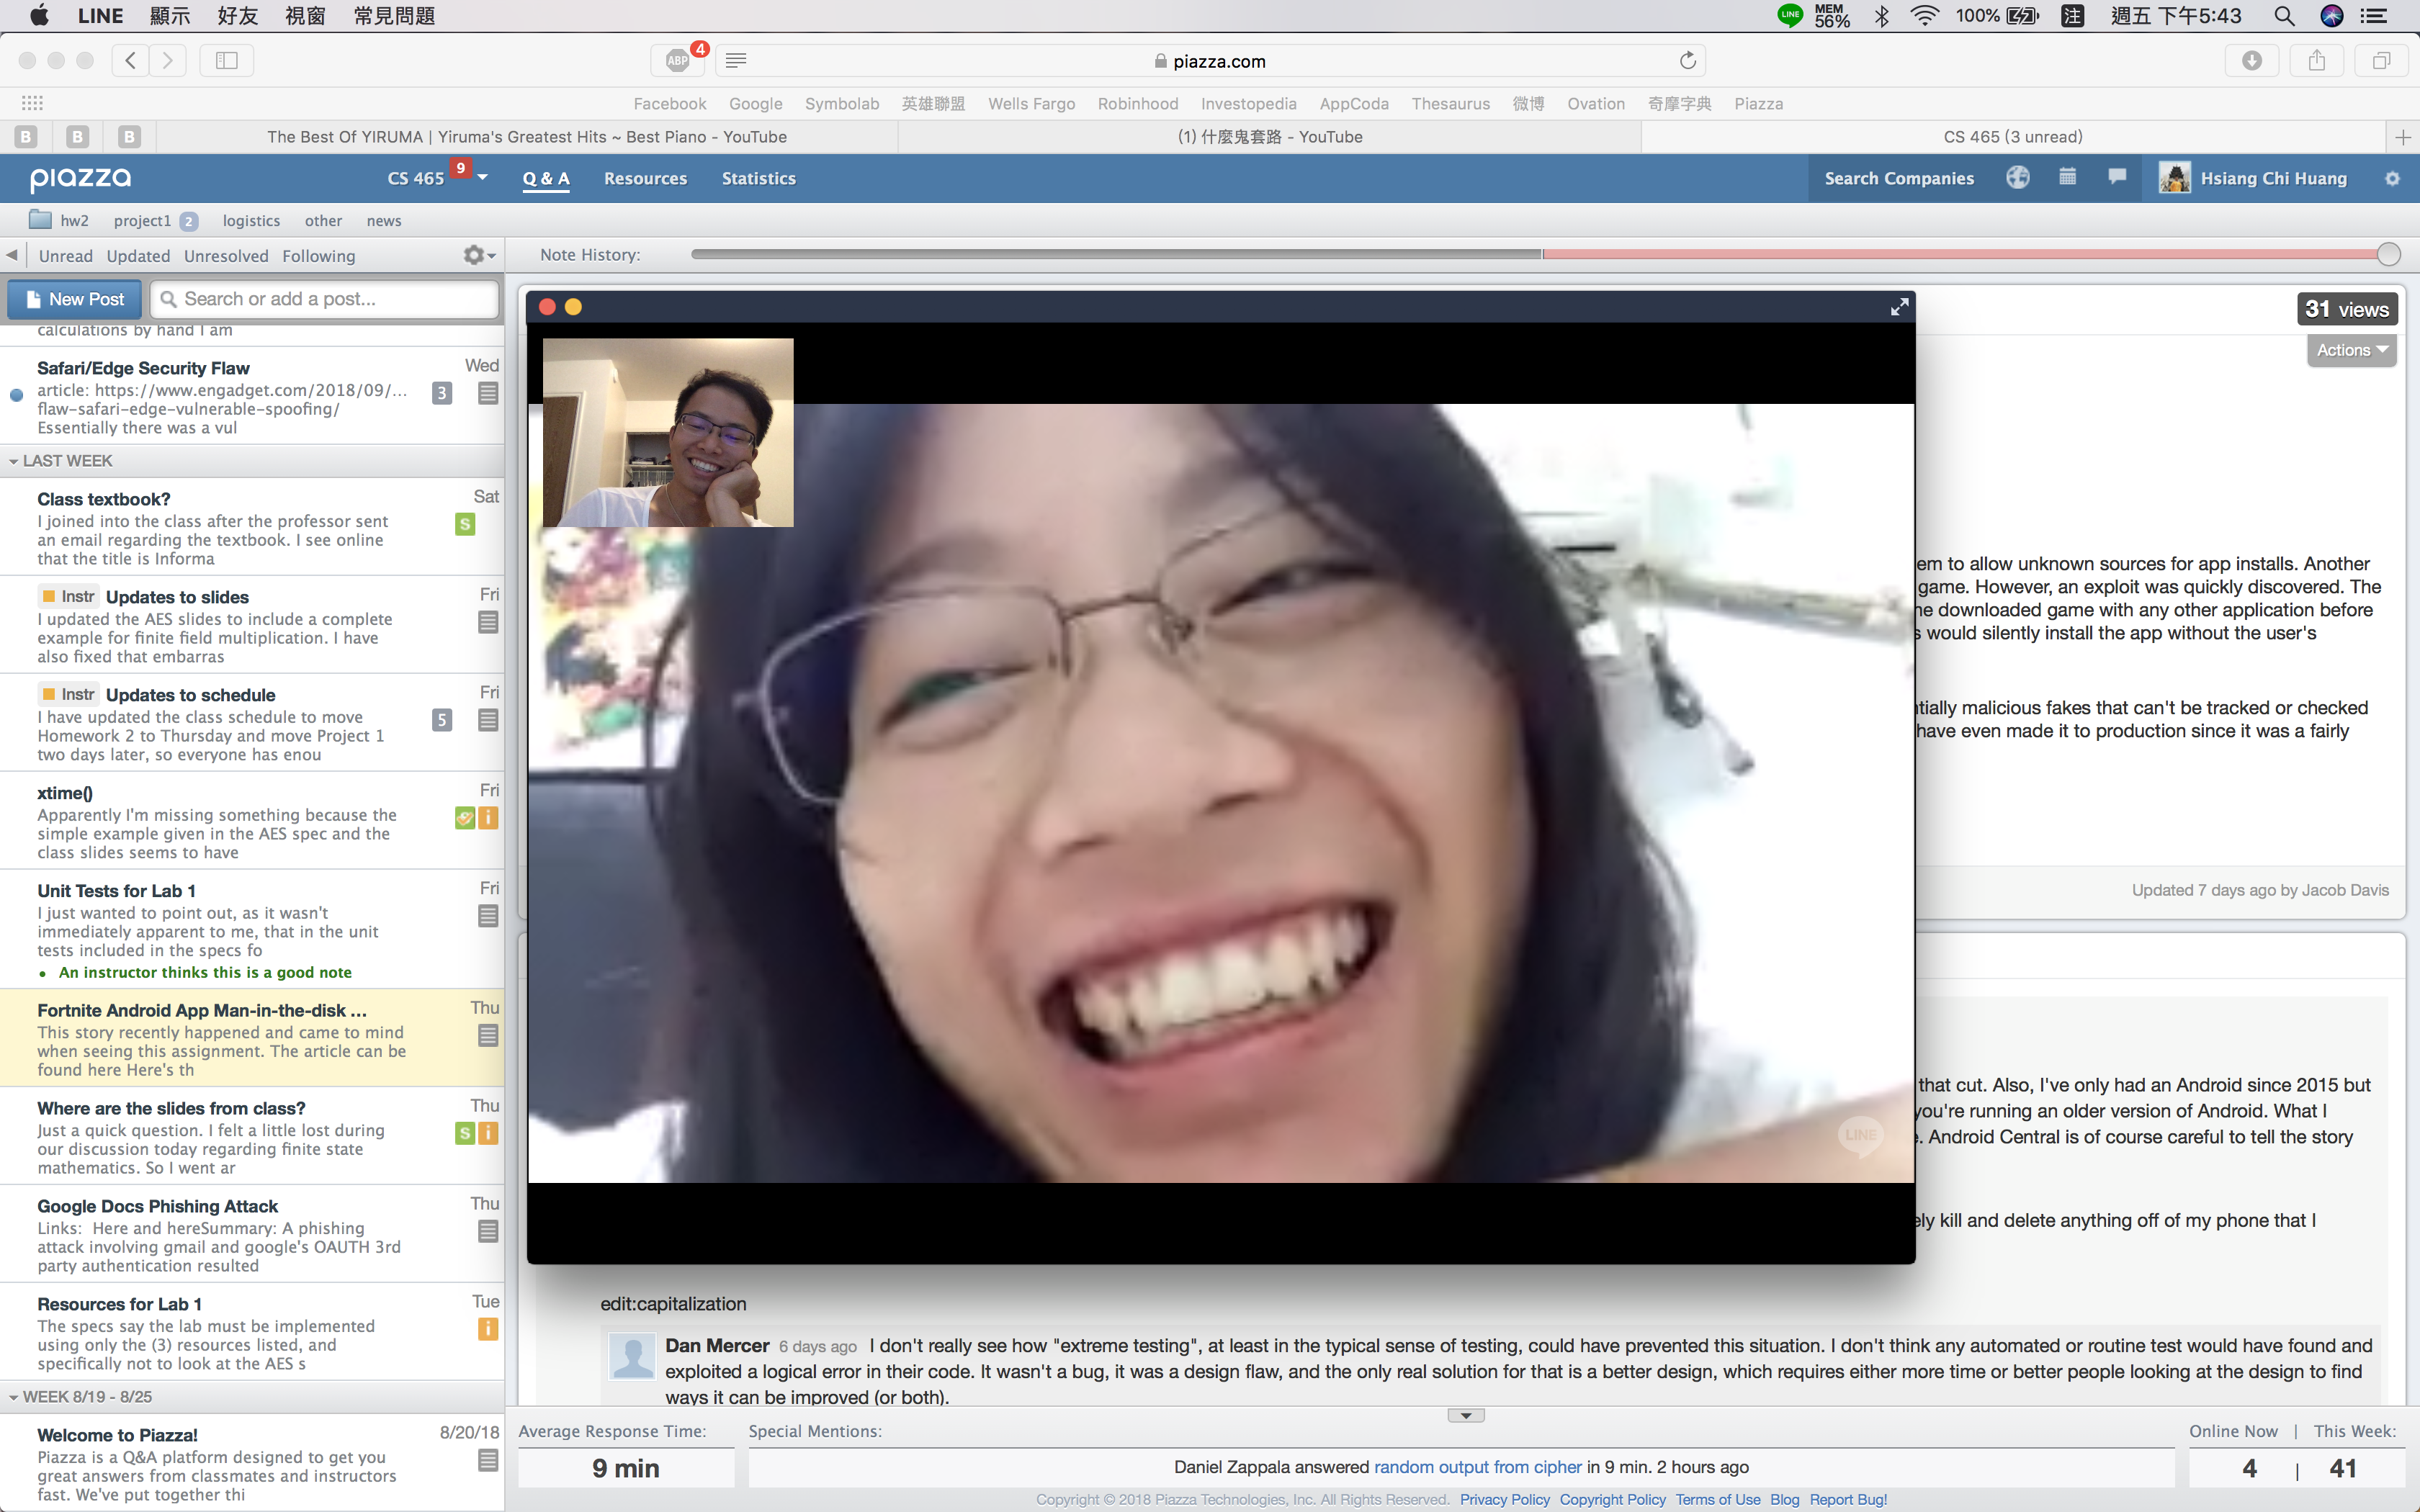 LINE 顯示 好友 視窗 常見問題
LINE MEM 56% 100% 注 週五 下午5:43
ABP 4 piazza.com
Facebook Google Symbolab 英雄聯盟 Wells Fargo Robinhood Investopedia AppCoda Thesaurus 微博 Ovation 奇摩字典 Piazza
B B B The Best Of YIRUMA | Yiruma's Greatest Hits ~ Best Piano - YouTube (1) 什麼鬼套路 - YouTube CS 465 (3 unread)
piazza CS 465 9 Q & A Resources Statistics Search Companies Hsiang Chi Huang
hw2 project1 2 logistics other news
Unread Updated Unresolved Following
Note History:
New Post Search or add a post...
calculations by hand I am
Safari/Edge Security Flaw Wed
article: https://www.engadget.com/2018/09/... 3
flaw-safari-edge-vulnerable-spoofing/
Essentially there was a vul
LAST WEEK
Class textbook? Sat
I joined into the class after the professor sent S
an email regarding the textbook. I see online
that the title is Informa
Instr Updates to slides Fri
I updated the AES slides to include a complete
example for finite field multiplication. I have
also fixed that embarras
Instr Updates to schedule Fri
I have updated the class schedule to move 5
Homework 2 to Thursday and move Project 1
two days later, so everyone has enou
xtime() Fri
Apparently I'm missing something because the i
simple example given in the AES spec and the
class slides seems to have
Unit Tests for Lab 1 Fri
I just wanted to point out, as it wasn't
immediately apparent to me, that in the unit
tests included in the specs fo
• An instructor thinks this is a good note
Fortnite Android App Man-in-the-disk ... Thu
This story recently happened and came to mind
when seeing this assignment. The article can be
found here Here's th
Where are the slides from class? Thu
Just a quick question. I felt a little lost during S i
our discussion today regarding finite state
mathematics. So I went ar
Google Docs Phishing Attack Thu
Links: Here and hereSummary: A phishing
attack involving gmail and google's OAUTH 3rd
party authentication resulted
Resources for Lab 1 Tue
The specs say the lab must be implemented i
using only the (3) resources listed, and
specifically not to look at the AES s
WEEK 8/19 - 8/25
Welcome to Piazza! 8/20/18
Piazza is a Q&A platform designed to get you
great answers from classmates and instructors
fast. We've put together thi
31 views
Actions
em to allow unknown sources for app installs. Another
game. However, an exploit was quickly discovered. The
downloaded game with any other application before
would silently install the app without the user's
tially malicious fakes that can't be tracked or checked
have even made it to production since it was a fairly
Updated 7 days ago by Jacob Davis
that cut. Also, I've only had an Android since 2015 but
you're running an older version of Android. What I
. Android Central is of course careful to tell the story
LINE
ely kill and delete anything off of my phone that I
edit:capitalization
Dan Mercer 6 days ago I don't really see how "extreme testing", at least in the typical sense of testing, could have prevented this situation. I don't think any automated or routine test would have found and
exploited a logical error in their code. It wasn't a bug, it was a design flaw, and the only real solution for that is a better design, which requires either more time or better people looking at the design to find
ways it can be improved (or both).
Average Response Time: Special Mentions: Online Now | This Week:
9 min Daniel Zappala answered random output from cipher in 9 min. 2 hours ago 4 | 41
Copyright © 2018 Piazza Technologies, Inc. All Rights Reserved. Privacy Policy Copyright Policy Terms of Use Blog Report Bug!